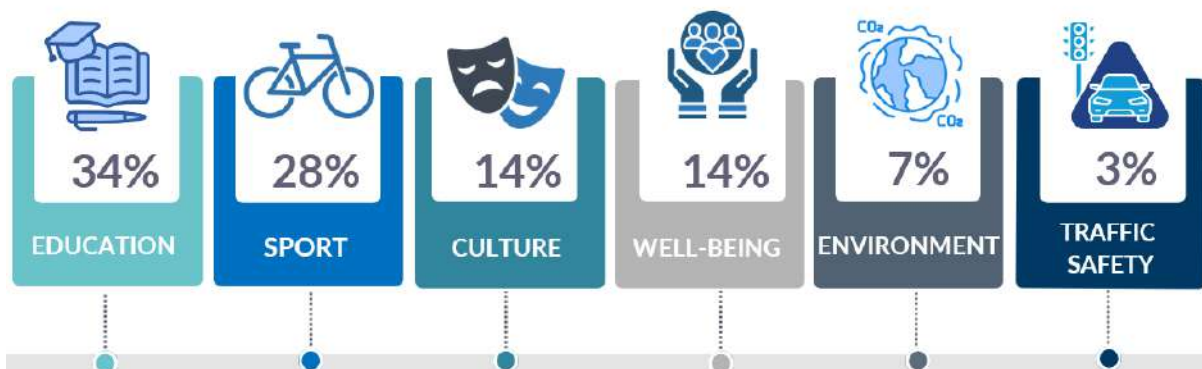 CO₂
CO₂
34%
28%
14%
14%
7%
3%
EDUCATION
SPORT
CULTURE
WELL-BEING
ENVIRONMENT
TRAFFIC
SAFETY